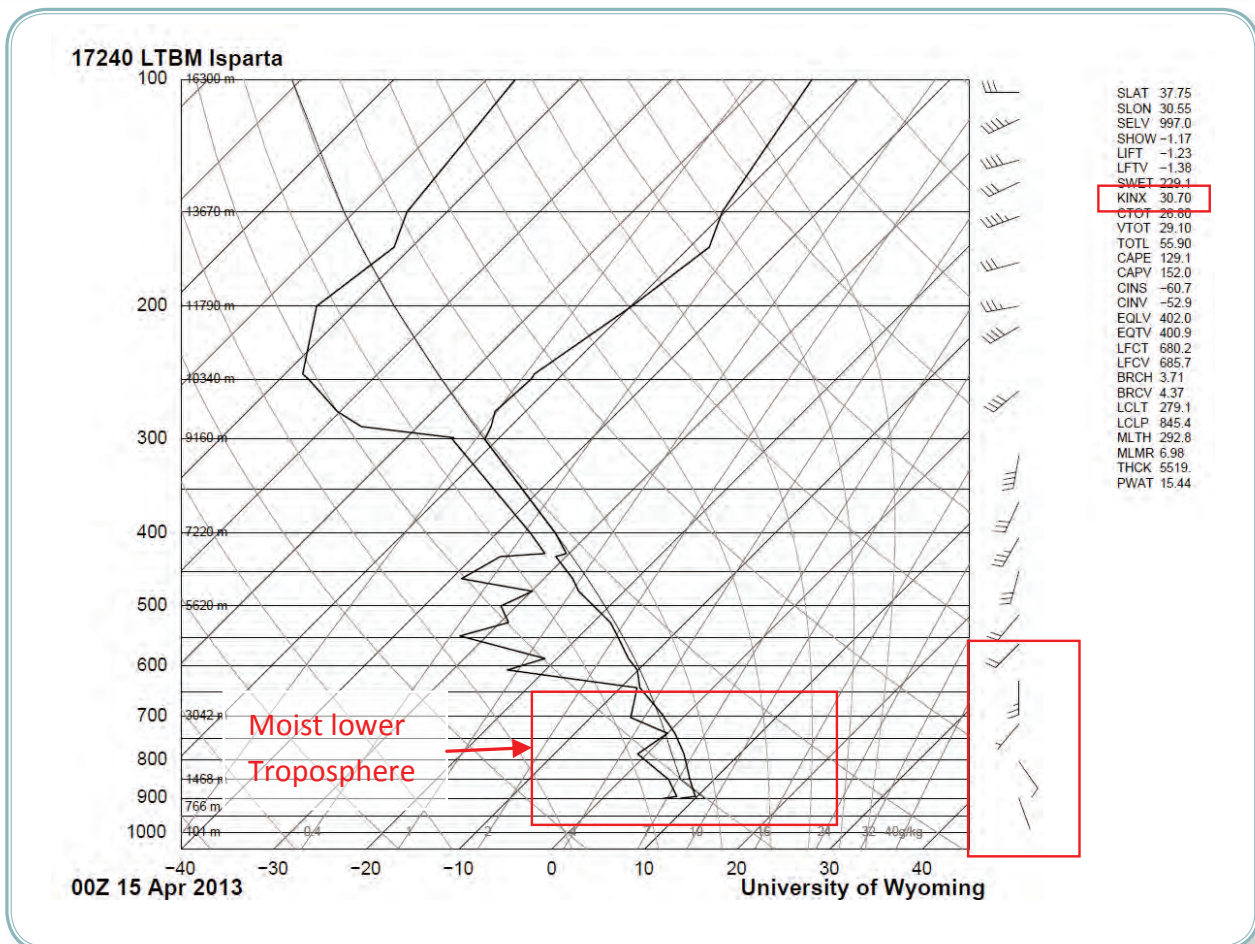 17240 LTBM Isparta
100
16300 m
13670 m
200
11790 m
10340 m
300
9160 m
400
7220 m
500
5620 m
600
700
3042 m
Moist lower
Troposphere
800
1468 m
900
766 m
1000
101 m
0.4
1
2
4
7
10
16
24
32
40g/kg
−40
−30
−20
−10
0
10
20
30
40
00Z 15 Apr 2013
University of Wyoming
SLAT 37.75
SLON 30.55
SELV 997.0
SHOW −1.17
LIFT −1.23
LFTV −1.38
SWET 229.1
KINX 30.70
CTOT 26.80
VTOT 29.10
TOTL 55.90
CAPE 129.1
CAPV 152.0
CINS −60.7
CINV −52.9
EQLV 402.0
EQTV 400.9
LFCT 680.2
LFCV 685.7
BRCH 3.71
BRCV 4.37
LCLT 279.1
LCLP 845.4
MLTH 292.8
MLMR 6.98
THCK 5519.
PWAT 15.44